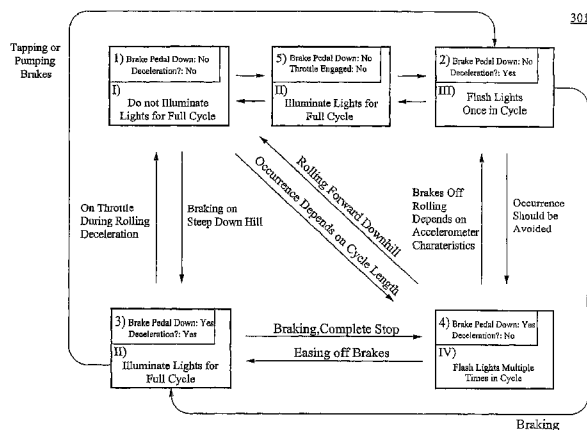 301
Tapping or
Pumping
Brakes
1) Brake Pedal Down: No
Deceleration?: No
I)
Do not Illuminate
Lights for Full Cycle
5) Brake Pedal Down: No
Throttle Engaged: No
II)
Illuminate Lights for
Full Cycle
2) Brake Pedal Down: No
Deceleration?: Yes
III)
Flash Lights
Once in Cycle
On Throttle
During Rolling
Deceleration
Braking on
Steep Down Hill
Rolling Forward Downhill
Occurrence Depends on Cycle Length
Brakes Off
Rolling
Depends on
Accelerometer
Charateristics
Occurrence
Should be
Avoided
3) Brake Pedal Down: Yes
Deceleration?: Yes
II)
Illuminate Lights for
Full Cycle
Braking,Complete Stop
Easing off Brakes
4) Brake Pedal Down: Yes
Deceleration?: No
IV)
Flash Lights Multiple
Times in Cycle
Braking